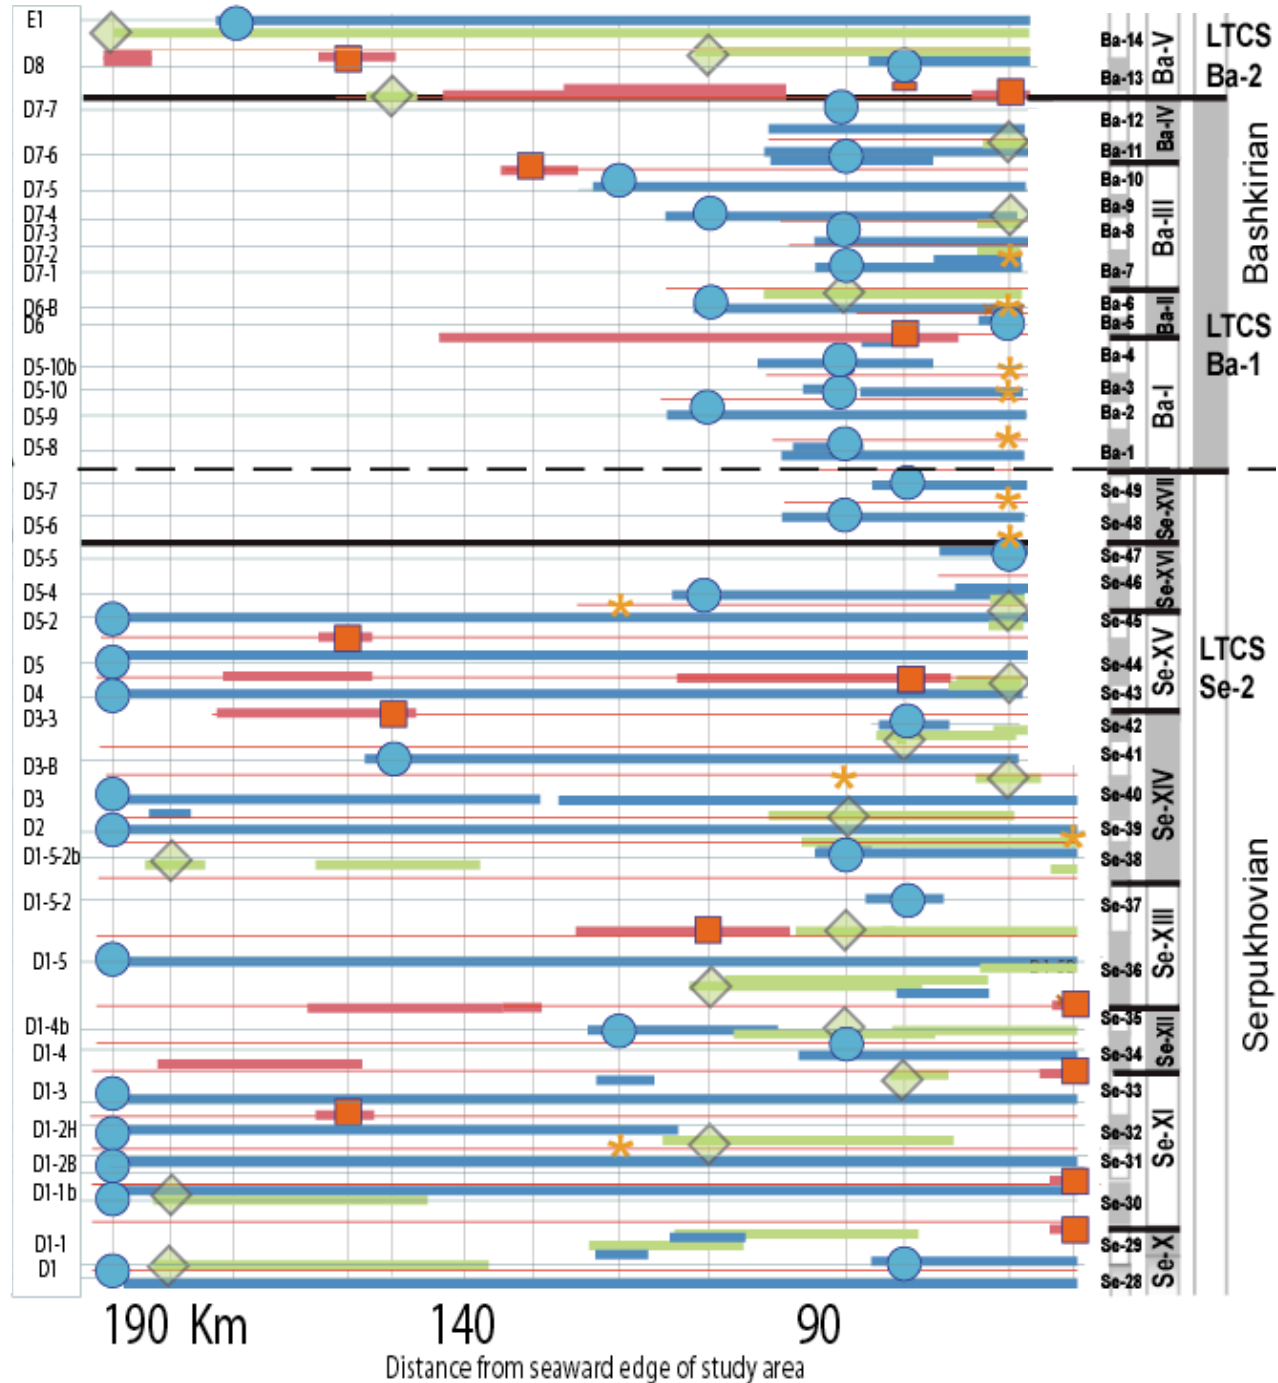 E1
D8
D7-7
D7-6
D7-5
D7-4
D7-3
D7-2
D7-1
D6-B
D6
D5-10b
D5-10
D5-9
D5-8
D5-7
D5-6
D5-5
D5-4
D5-2
D5
D4
D3-3
D3-B
D3
D2
D1-5-2b
D1-5-2
D1-5
D1-4b
D1-4
D1-3
D1-2H
D1-2B
D1-1b
D1-1
D1
Ba-14
Ba-13
Ba-12
Ba-11
Ba-10
Ba-9
Ba-8
Ba-7
Ba-6
Ba-5
Ba-4
Ba-3
Ba-2
Ba-1
Se-49
Se-48
Se-47
Se-46
Se-45
Se-44
Se-43
Se-42
Se-41
Se-40
Se-39
Se-38
Se-37
Se-36
Se-35
Se-34
Se-33
Se-32
Se-31
Se-30
Se-29
Se-28
Ba-V
Ba-IV
Ba-III
Ba-II
Ba-I
Se-XVII
Se-XVI
Se-XV
Se-XIV
Se-XIII
Se-XII
Se-XI
Se-X
LTCS
Ba-2
LTCS
Ba-1
LTCS
Se-2
Bashkirian
Serpukhovian
190 Km 140 90
Distance from seaward edge of study area